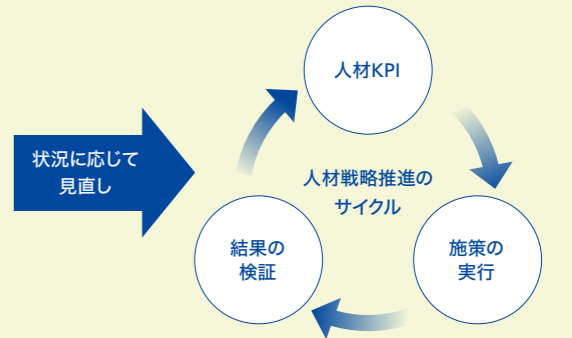 人材KPI
状況に応じて
見直し
人材戦略推進の
サイクル
結果の
検証
施策の
実行